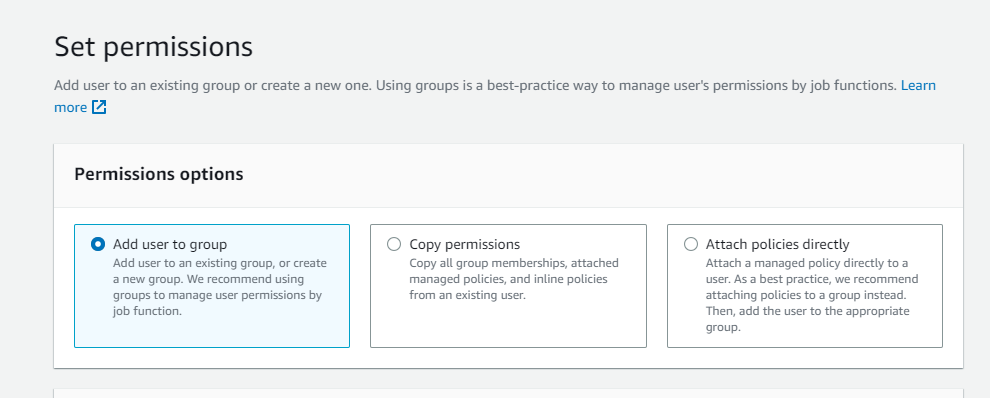 Set permissions
Add user to an existing group or create a new one. Using groups is a best-practice way to manage user's permissions by job functions. Learn
more
Permissions options
Add user to group
Add user to an existing group, or create
a new group. We recommend using
groups to manage user permissions by
job function.
Copy permissions
Copy all group memberships, attached
managed policies, and inline policies
from an existing user.
Attach policies directly
Attach a managed policy directly to a
user. As a best practice, we recommend
attaching policies to a group instead.
Then, add the user to the appropriate
group.